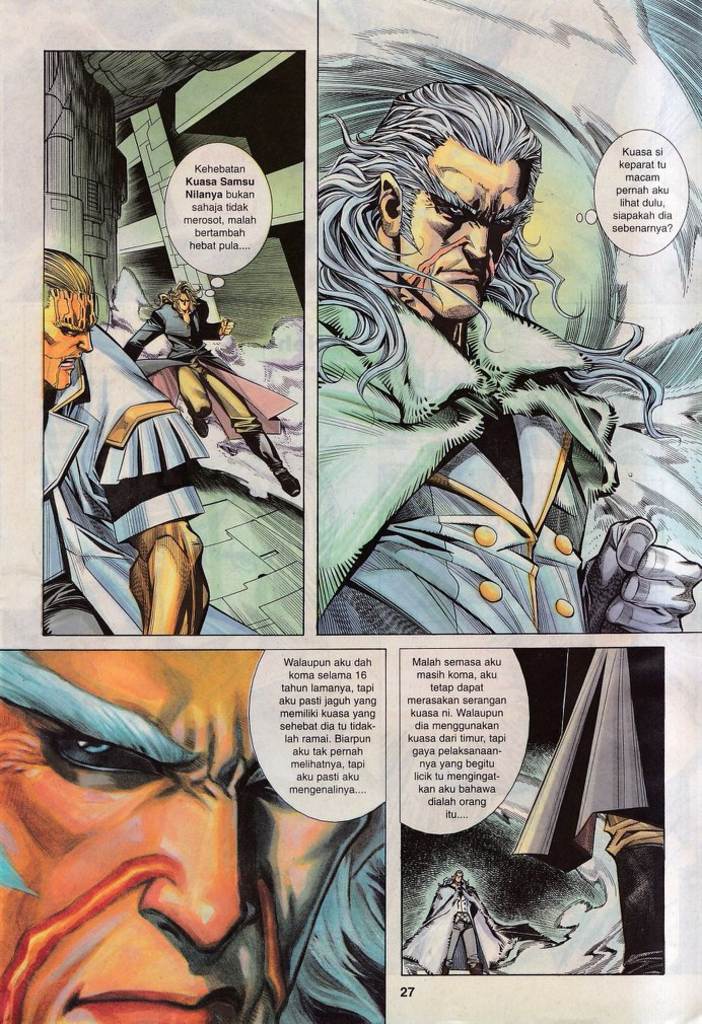 Kehebatan
Kuasa Samsu
Nilanya bukan
sahaja tidak
merosot, malah
bertambah
hebat pula....
Kuasa si
keparat tu
macam
pernah aku
lihat dulu,
siapakah dia
sebenarnya?
Walaupun aku dah
koma selama 16
tahun lamanya, tapi
aku pasti jaguh yang
memiliki kuasa yang
sehebat dia tu tidak-
lah ramai. Biarpun
aku tak pernah
melihatnya, tapi
aku pasti aku
mengenalinya....
Malah semasa aku
masih koma, aku
tetap dapat
merasakan serangan
kuasa ni. Walaupun
dia menggunakan
kuasa dari timur, tapi
gaya pelaksanaan-
nya yang begitu
licik tu mengingat-
kan aku bahawa
dialah orang
itu....
27